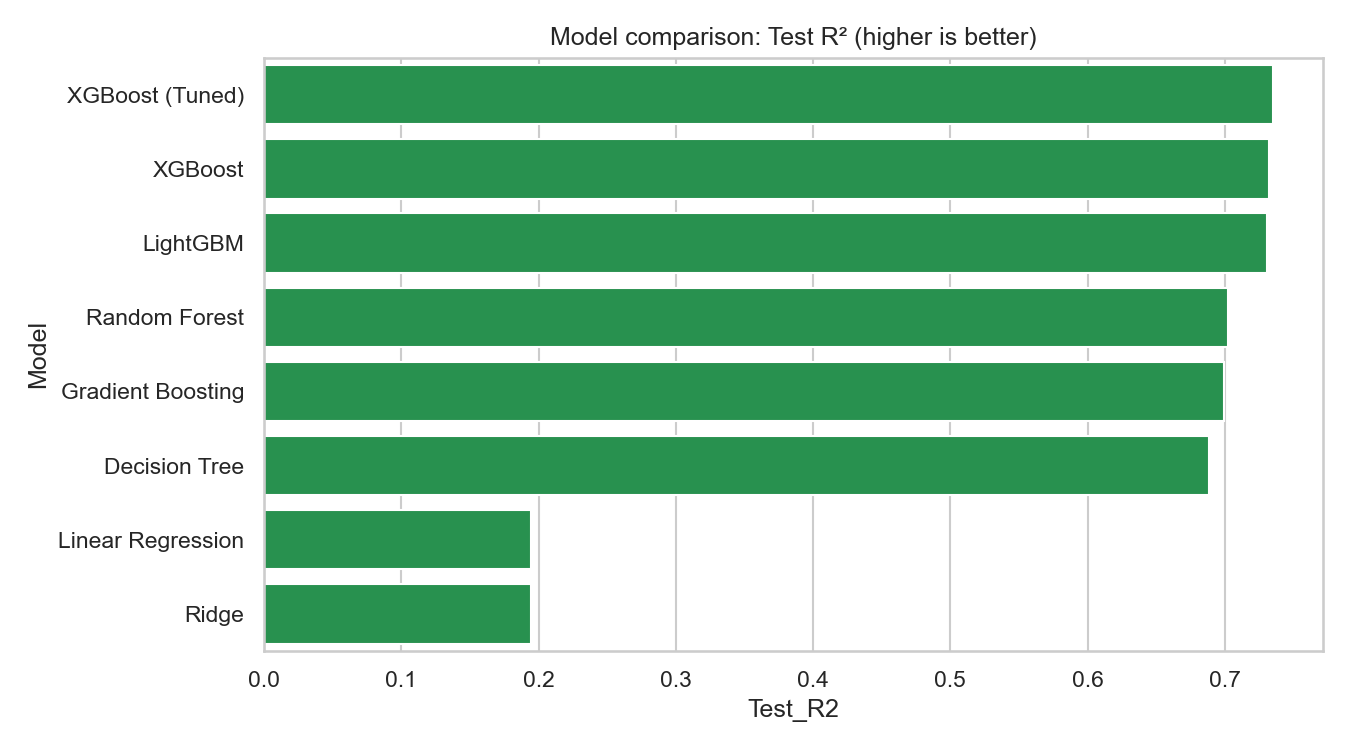 Model comparison: Test R² (higher is better)
XGBoost (Tuned)
XGBoost
LightGBM
Random Forest
Gradient Boosting
Decision Tree
Linear Regression
Ridge
Model
0.0 0.1 0.2 0.3 0.4 0.5 0.6 0.7
Test_R2